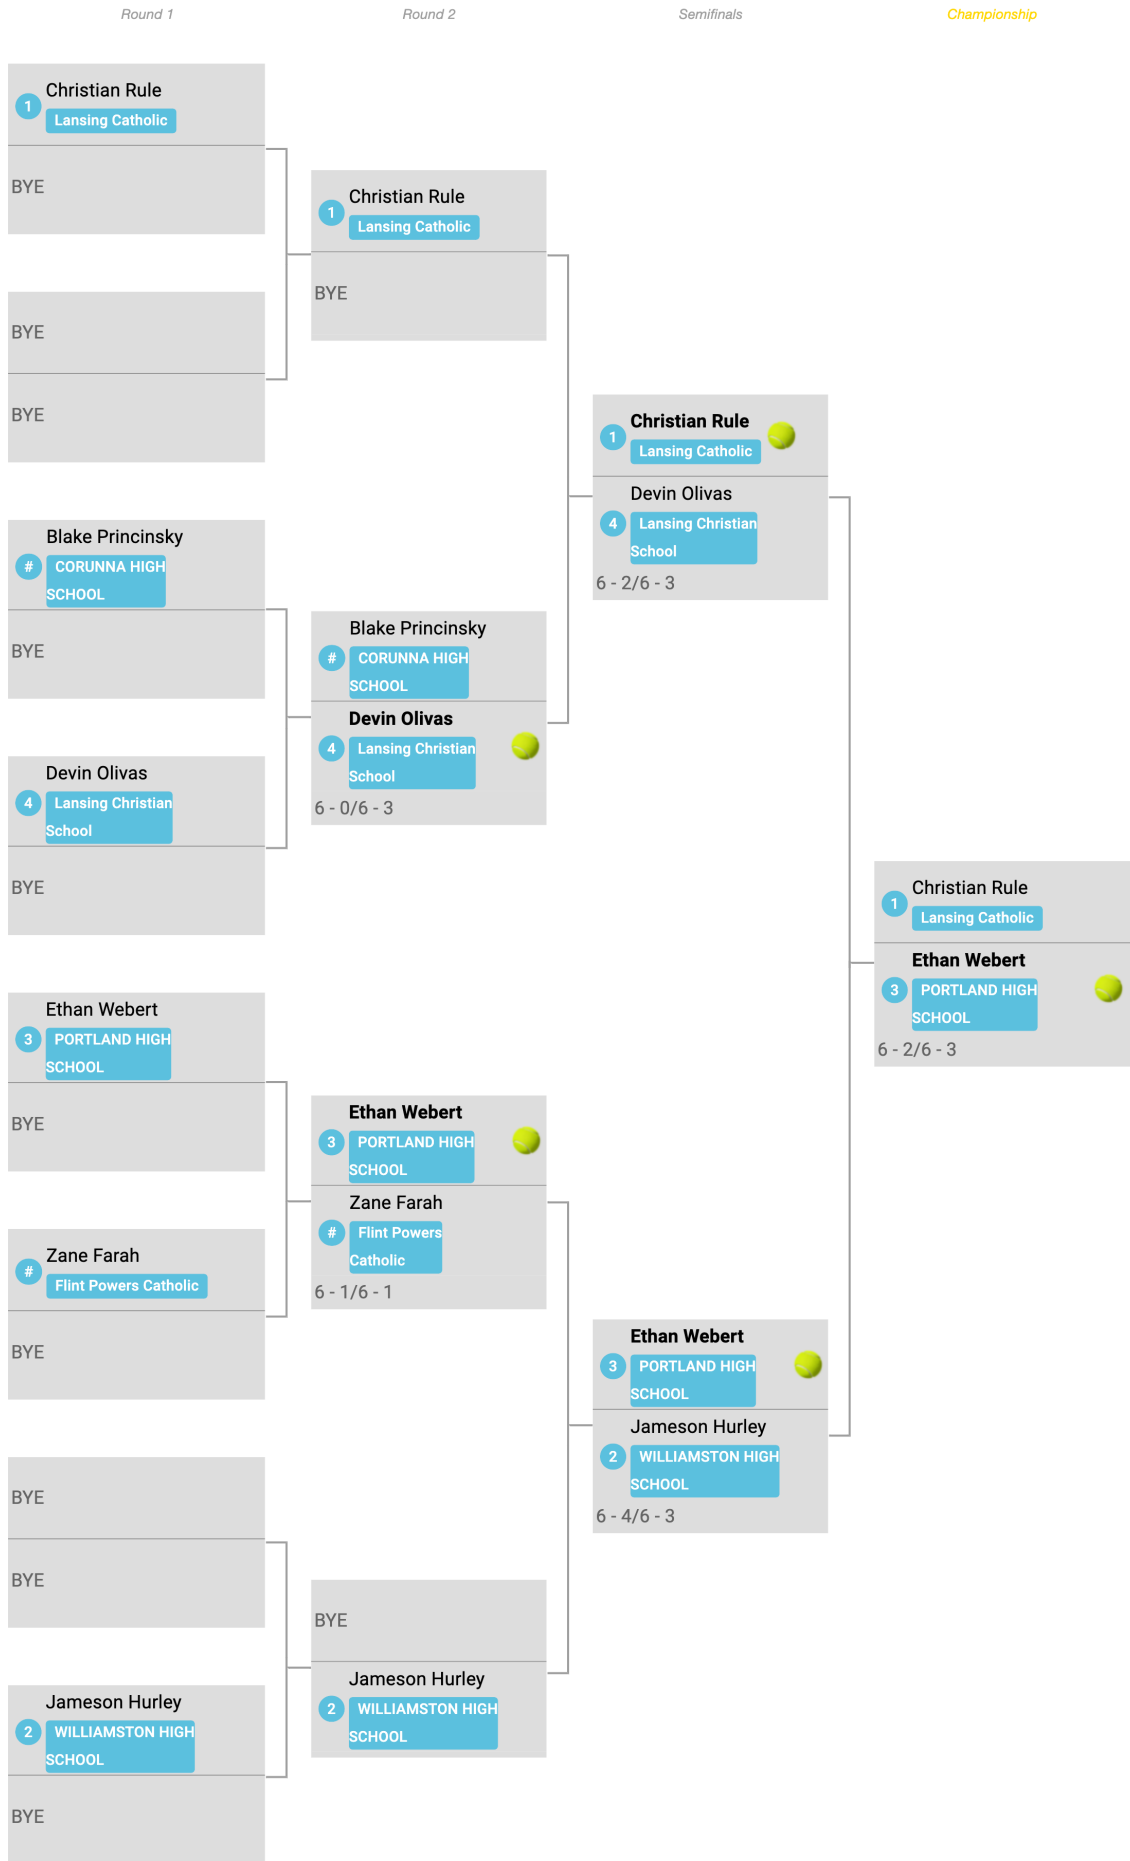 Round 1
Round 2
Semifinals
Championship
1
Christian Rule
Lansing Catholic
BYE
BYE
BYE
#
Blake Princinsky
CORUNNA HIGH
SCHOOL
BYE
4
Devin Olivas
Lansing Christian
School
BYE
3
Ethan Webert
PORTLAND HIGH
SCHOOL
BYE
#
Zane Farah
Flint Powers Catholic
BYE
BYE
BYE
2
Jameson Hurley
WILLIAMSTON HIGH
SCHOOL
BYE
1
Christian Rule
Lansing Catholic
BYE
#
Blake Princinsky
CORUNNA HIGH
SCHOOL
4
Devin Olivas
Lansing Christian
School
6 - 0/6 - 3
3
Ethan Webert
PORTLAND HIGH
SCHOOL
#
Zane Farah
Flint Powers
Catholic
6 - 1/6 - 1
BYE
2
Jameson Hurley
WILLIAMSTON HIGH
SCHOOL
1
Christian Rule
Lansing Catholic
4
Devin Olivas
Lansing Christian
School
6 - 2/6 - 3
3
Ethan Webert
PORTLAND HIGH
SCHOOL
2
Jameson Hurley
WILLIAMSTON HIGH
SCHOOL
6 - 4/6 - 3
1
Christian Rule
Lansing Catholic
3
Ethan Webert
PORTLAND HIGH
SCHOOL
6 - 2/6 - 3